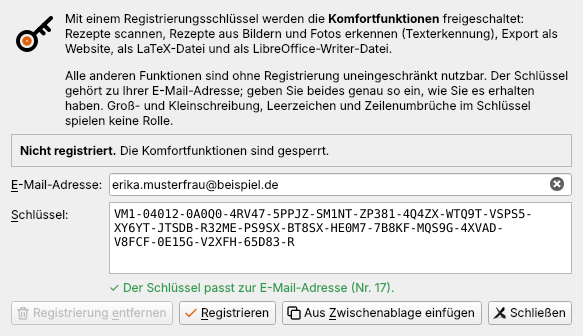 Mit einem Registrierungsschlüssel werden die Komfortfunktionen freigeschaltet:
Rezepte scannen, Rezepte aus Bildern und Fotos erkennen (Texterkennung), Export als
Website, als LaTeX-Datei und als LibreOffice-Writer-Datei.
Alle anderen Funktionen sind ohne Registrierung uneingeschränkt nutzbar. Der Schlüssel
gehört zu Ihrer E-Mail-Adresse; geben Sie beides genau so ein, wie Sie es erhalten
haben. Groß- und Kleinschreibung, Leerzeichen und Zeilenumbrüche im Schlüssel
spielen keine Rolle.
Nicht registriert. Die Komfortfunktionen sind gesperrt.
E-Mail-Adresse: erika.musterfrau@beispiel.de
Schlüssel: VM1-04012-0A0Q0-4RV47-5PPJZ-SM1NT-ZP381-4Q4ZX-WTQ9T-VSPS5-
XY6YT-JTSDB-R32ME-PS9SX-BT8SX-HE0M7-7B8KF-MQS9G-4XVAD-
V8FCF-0E15G-V2XFH-65D83-R
✓ Der Schlüssel passt zur E-Mail-Adresse (Nr. 17).
Registrierung entfernen Registrieren Aus Zwischenablage einfügen Schließen